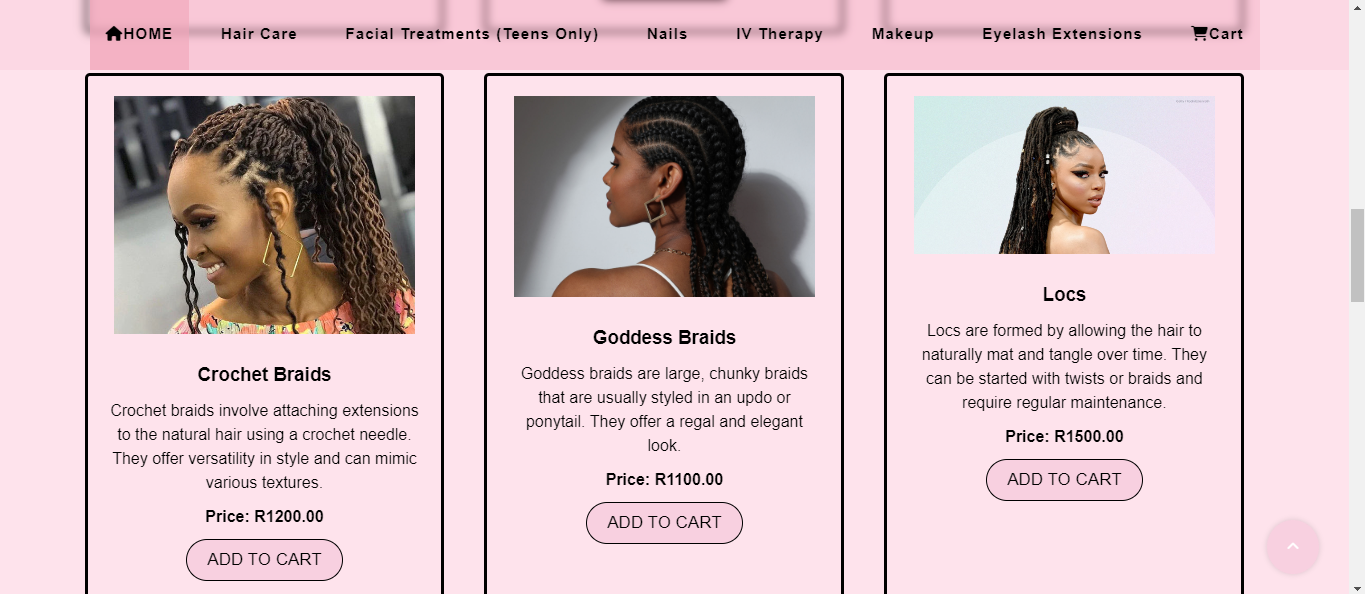 HOME
Hair Care
Facial Treatments (Teens Only)
Nails
IV Therapy
Makeup
Eyelash Extensions
Cart
Crochet Braids
Crochet braids involve attaching extensions
to the natural hair using a crochet needle.
They offer versatility in style and can mimic
various textures.
Price: R1200.00
ADD TO CART
Goddess Braids
Goddess braids are large, chunky braids
that are usually styled in an updo or
ponytail. They offer a regal and elegant
look.
Price: R1100.00
ADD TO CART
Locs
Locs are formed by allowing the hair to
naturally mat and tangle over time. They
can be started with twists or braids and
require regular maintenance.
Price: R1500.00
ADD TO CART